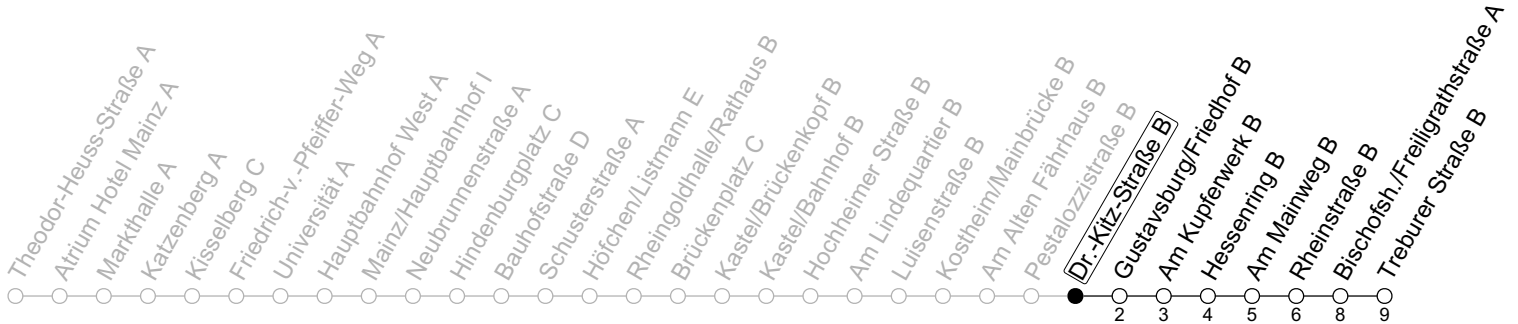 Theodor-Heuss-Straße A
Atrium Hotel Mainz A
Markthalle A
Katzenberg A
Kisselberg C
Friedrich-v.-Pfeiffer-Weg A
Universität A
Hauptbahnhof West A
Mainz/Hauptbahnhof I
Neubrunnenstraße A
Hindenburgplatz C
Bauhofstraße D
Schusterstraße A
Höfchen/Listmann E
Rheingoldhalle/Rathaus B
Brückenplatz C
Kastel/Brückenkopf B
Kastel/Bahnhof B
Hochheimer Straße B
Am Lindequartier B
Luisenstraße B
Kostheim/Mainbrücke B
Am Alten Fährhaus B
Pestalozzistraße B
Dr.-Kitz-Straße B
Gustavsburg/Friedhof B
Am Kupferwerk B
Hessenring B
Am Mainweg B
Rheinstraße B
Bischofsh./Freiligrathstraße A
Treburer Straße B
2 3 4 5 6 8 9